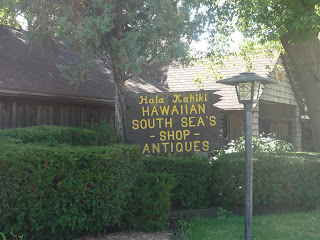 Hala Kahiki
HAWAIIAN
SOUTH SEA'S
- SHOP -
ANTIQUES